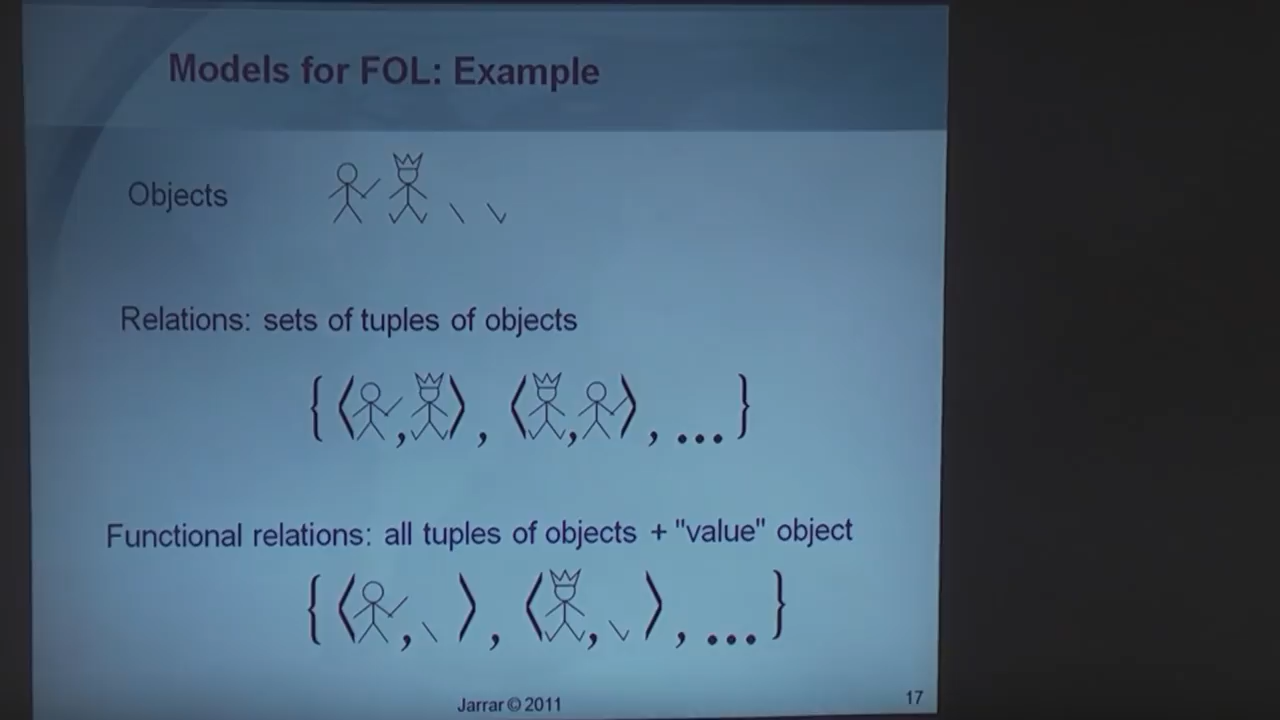 Models for FOL: Example
Objects
Relations: sets of tuples of objects
{⟨ , ⟩, ⟨ , ⟩, ...}
Functional relations: all tuples of objects + "value" object
{⟨ , ⟩, ⟨ , ⟩, ...}
Jarrar © 2011
17